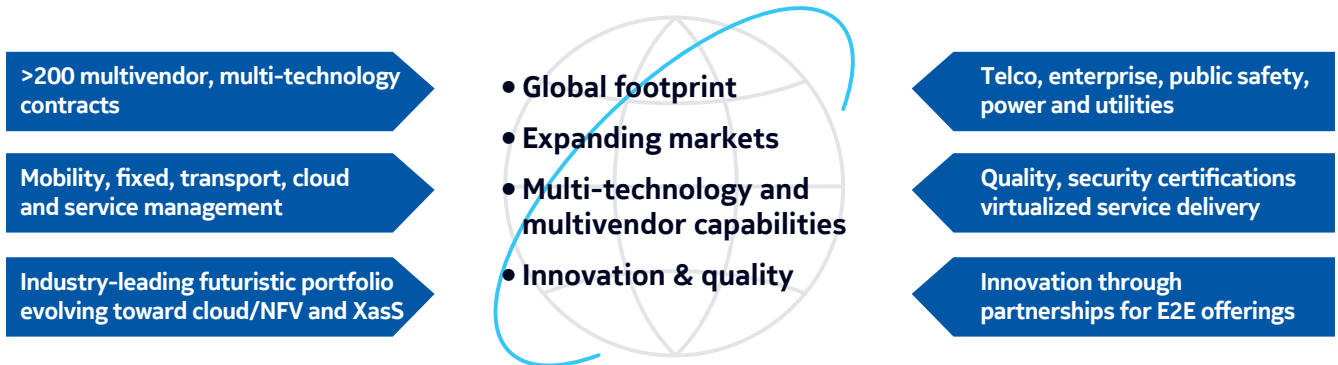 >200 multivendor, multi-technology
contracts
Mobility, fixed, transport, cloud
and service management
Industry-leading futuristic portfolio
evolving toward cloud/NFV and XasS
• Global footprint
• Expanding markets
• Multi-technology and
multivendor capabilities
• Innovation & quality
Telco, enterprise, public safety,
power and utilities
Quality, security certifications
virtualized service delivery
Innovation through
partnerships for E2E offerings